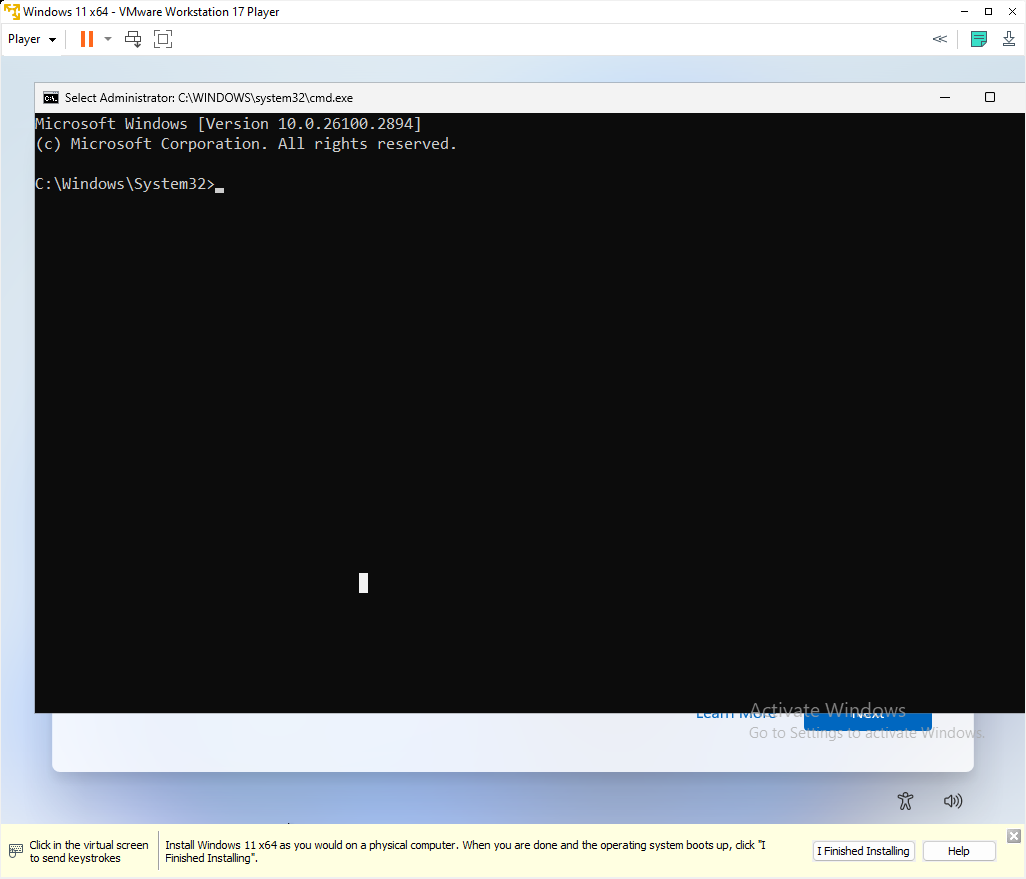 Windows 11 x64 - VMware Workstation 17 Player
Player
Select Administrator: C:\WINDOWS\system32\cmd.exe
Microsoft Windows [Version 10.0.26100.2894]
(c) Microsoft Corporation. All rights reserved.
C:\Windows\System32>
Learn More
Next
Activate Windows
Go to Settings to activate Windows.
Click in the virtual screen
to send keystrokes
Install Windows 11 x64 as you would on a physical computer. When you are done and the operating system boots up, click "I
Finished Installing".
I Finished Installing
Help